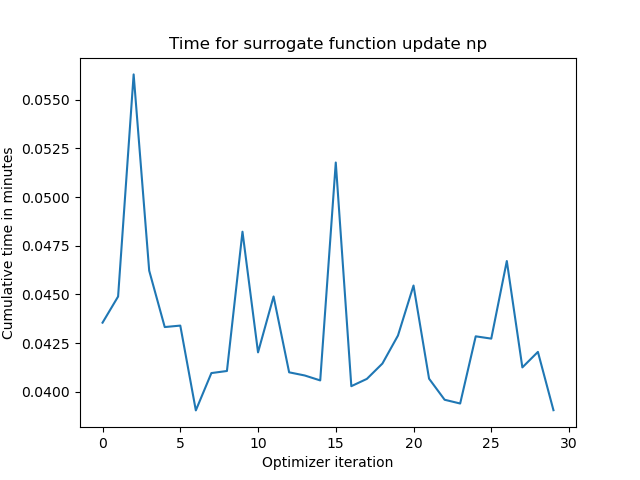 Time for surrogate function update np
Cumulative time in minutes
0.0550
0.0525
0.0500
0.0475
0.0450
0.0425
0.0400
0 5 10 15 20 25 30
Optimizer iteration